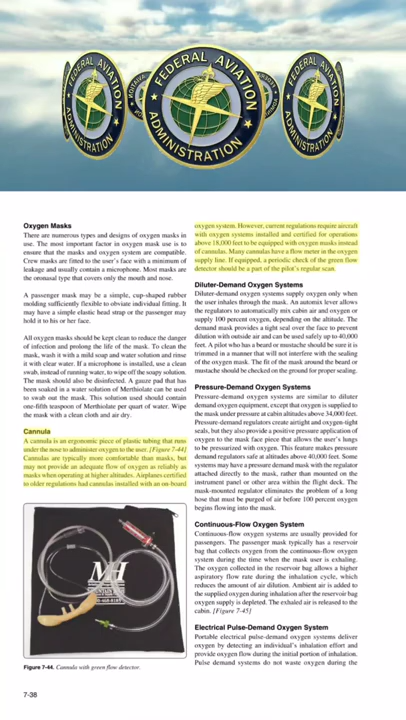 FEDERAL AVIATION
ADMINISTRATION
FEDERAL AVIATION
ADMINISTRATION
FEDERAL AVIATION
ADMINISTRATION
Oxygen Masks
There are numerous types and designs of oxygen masks in
use. The most important factor in oxygen mask use is to
ensure that the masks and oxygen system are compatible.
Crew masks are fitted to the user's face with a minimum of
leakage and usually contain a microphone. Most masks are
the oronasal type that covers only the mouth and nose.
A passenger mask may be a simple, cup-shaped rubber
molding sufficiently flexible to obviate individual fitting. It
may have a simple elastic head strap or the passenger may
hold it to his or her face.
All oxygen masks should be kept clean to reduce the danger
of infection and prolong the life of the mask. To clean the
mask, wash it with a mild soap and water solution and rinse
it with clear water. If a microphone is installed, use a clean
swab, instead of running water, to wipe off the soapy solution.
The mask should also be disinfected. A gauze pad that has
been soaked in a water solution of Merthiolate can be used
to swab out the mask. This solution used should contain
one-fifth teaspoon of Merthiolate per quart of water. Wipe
the mask with a clean cloth and air dry.
Cannula
A cannula is an ergonomic piece of plastic tubing that runs
under the nose to administer oxygen to the user. [Figure 7-44]
Cannulas are typically more comfortable than masks, but
may not provide an adequate flow of oxygen as reliably as
masks when operating at higher altitudes. Airplanes certified
to older regulations had cannulas installed with an on-board
MH
Figure 7-44. Cannula with green flow detector.
7-38
oxygen system. However, current regulations require aircraft
with oxygen systems installed and certified for operations
above 18,000 feet to be equipped with oxygen masks instead
of cannulas. Many cannulas have a flow meter in the oxygen
supply line. If equipped, a periodic check of the green flow
detector should be a part of the pilot's regular scan.
Diluter-Demand Oxygen Systems
Diluter-demand oxygen systems supply oxygen only when
the user inhales through the mask. An automix lever allows
the regulators to automatically mix cabin air and oxygen or
supply 100 percent oxygen, depending on the altitude. The
demand mask provides a tight seal over the face to prevent
dilution with outside air and can be used safely up to 40,000
feet. A pilot who has a beard or mustache should be sure it is
trimmed in a manner that will not interfere with the sealing
of the oxygen mask. The fit of the mask around the beard or
mustache should be checked on the ground for proper sealing.
Pressure-Demand Oxygen Systems
Pressure-demand oxygen systems are similar to diluter
demand oxygen equipment, except that oxygen is supplied to
the mask under pressure at cabin altitudes above 34,000 feet.
Pressure-demand regulators create airtight and oxygen-tight
seals, but they also provide a positive pressure application of
oxygen to the mask face piece that allows the user's lungs
to be pressurized with oxygen. This feature makes pressure
demand regulators safe at altitudes above 40,000 feet. Some
systems may have a pressure demand mask with the regulator
attached directly to the mask, rather than mounted on the
instrument panel or other area within the flight deck. The
mask-mounted regulator eliminates the problem of a long
hose that must be purged of air before 100 percent oxygen
begins flowing into the mask.
Continuous-Flow Oxygen System
Continuous-flow oxygen systems are usually provided for
passengers. The passenger mask typically has a reservoir
bag that collects oxygen from the continuous-flow oxygen
system during the time when the mask user is exhaling.
The oxygen collected in the reservoir bag allows a higher
aspiratory flow rate during the inhalation cycle, which
reduces the amount of air dilution. Ambient air is added to
the supplied oxygen during inhalation after the reservoir bag
oxygen supply is depleted. The exhaled air is released to the
cabin. [Figure 7-45]
Electrical Pulse-Demand Oxygen System
Portable electrical pulse-demand oxygen systems deliver
oxygen by detecting an individual's inhalation effort and
provide oxygen flow during the initial portion of inhalation.
Pulse demand systems do not waste oxygen during the